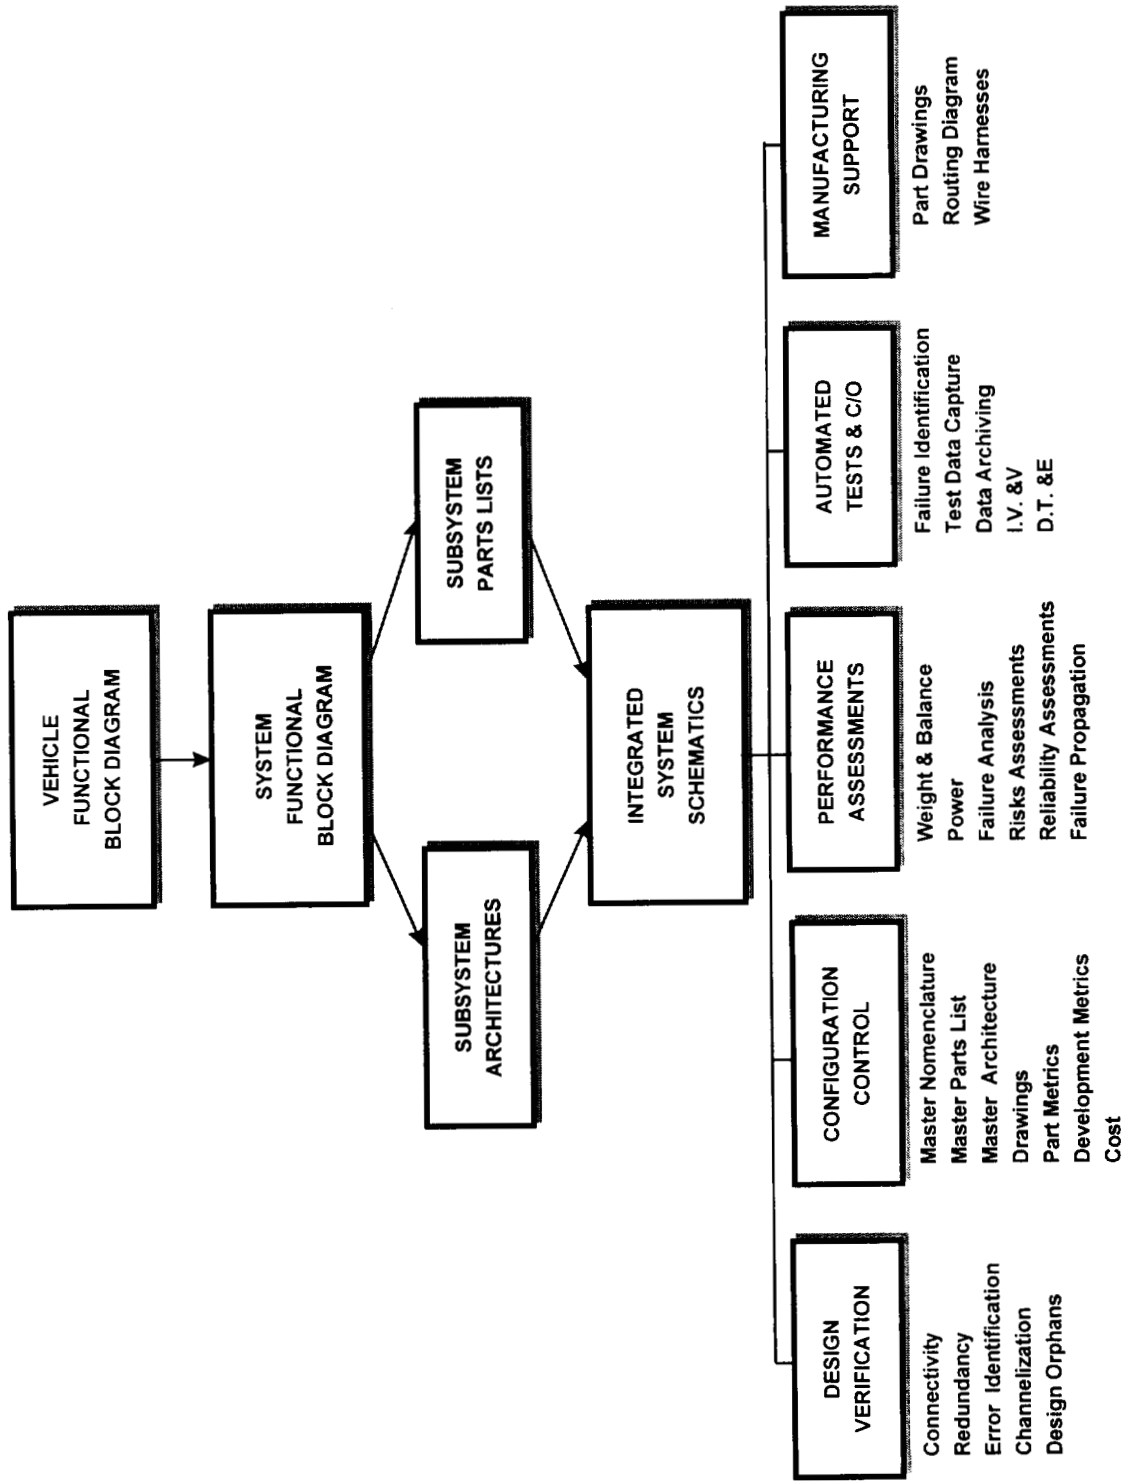 VEHICLE
FUNCTIONAL
BLOCK DIAGRAM
SYSTEM
FUNCTIONAL
BLOCK DIAGRAM
SUBSYSTEM
ARCHITECTURES
SUBSYSTEM
PARTS LISTS
INTEGRATED
SYSTEM
SCHEMATICS
DESIGN
VERIFICATION
Connectivity
Redundancy
Error Identification
Channelization
Design Orphans
CONFIGURATION
CONTROL
Master Nomenclature
Master Parts List
Master Architecture
Drawings
Part Metrics
Development Metrics
Cost
PERFORMANCE
ASSESSMENTS
Weight & Balance
Power
Failure Analysis
Risks Assessments
Reliability Assessments
Failure Propagation
AUTOMATED
TESTS & C/O
Failure Identification
Test Data Capture
Data Archiving
I.V. &V
D.T. &E
MANUFACTURING
SUPPORT
Part Drawings
Routing Diagram
Wire Harnesses